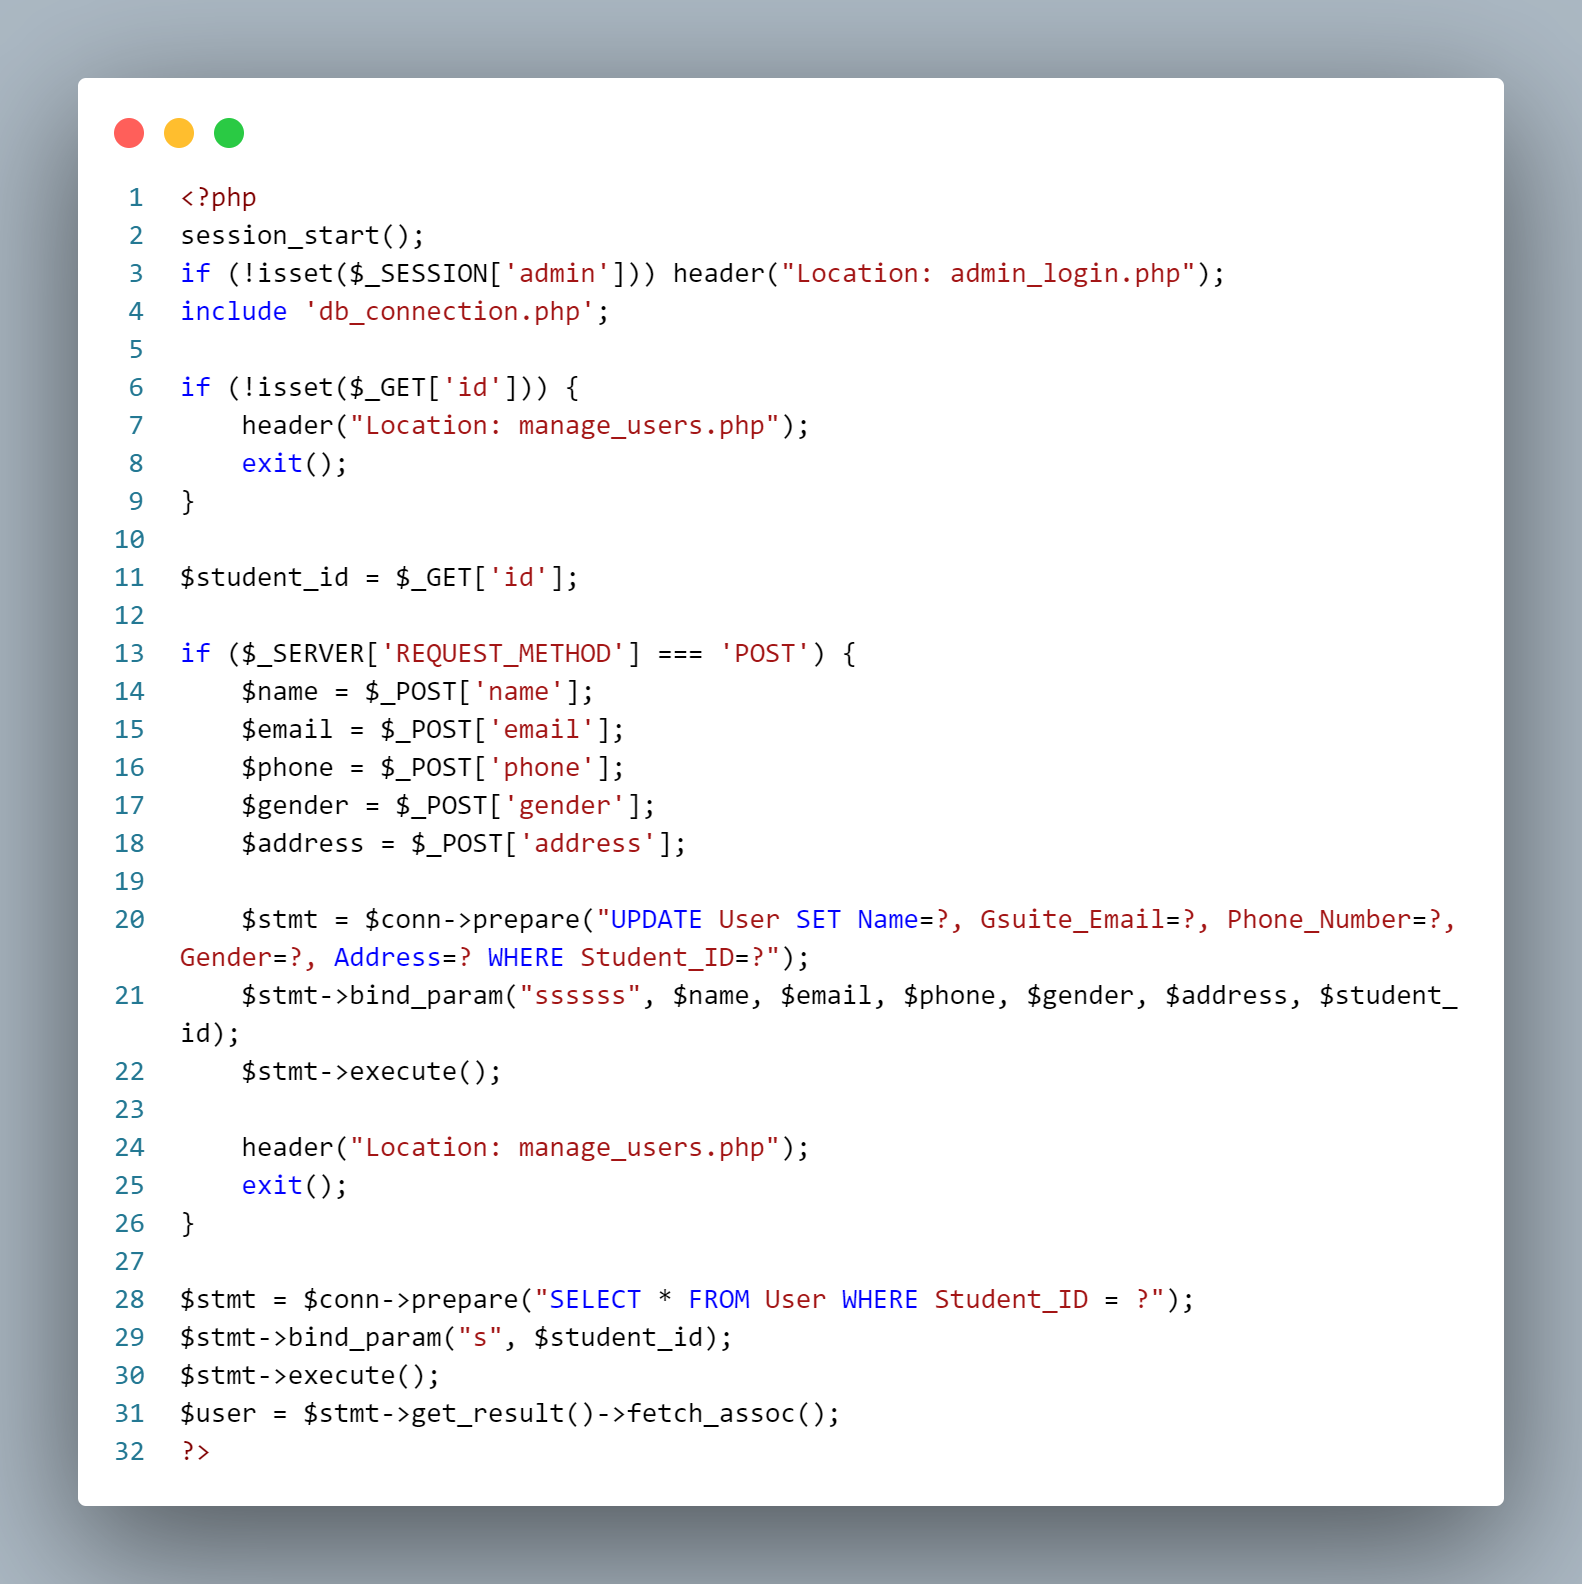 1 <?php
2 session_start();
3 if (!isset($_SESSION['admin'])) header("Location: admin_login.php");
4 include 'db_connection.php';
5
6 if (!isset($_GET['id'])) {
7     header("Location: manage_users.php");
8     exit();
9 }
10
11 $student_id = $_GET['id'];
12
13 if ($_SERVER['REQUEST_METHOD'] === 'POST') {
14     $name = $_POST['name'];
15     $email = $_POST['email'];
16     $phone = $_POST['phone'];
17     $gender = $_POST['gender'];
18     $address = $_POST['address'];
19
20     $stmt = $conn->prepare("UPDATE User SET Name=?, Gsuite_Email=?, Phone_Number=?,
Gender=?, Address=? WHERE Student_ID=?");
21     $stmt->bind_param("ssssss", $name, $email, $phone, $gender, $address, $student_
id);
22     $stmt->execute();
23
24     header("Location: manage_users.php");
25     exit();
26 }
27
28 $stmt = $conn->prepare("SELECT * FROM User WHERE Student_ID = ?");
29 $stmt->bind_param("s", $student_id);
30 $stmt->execute();
31 $user = $stmt->get_result()->fetch_assoc();
32 ?>